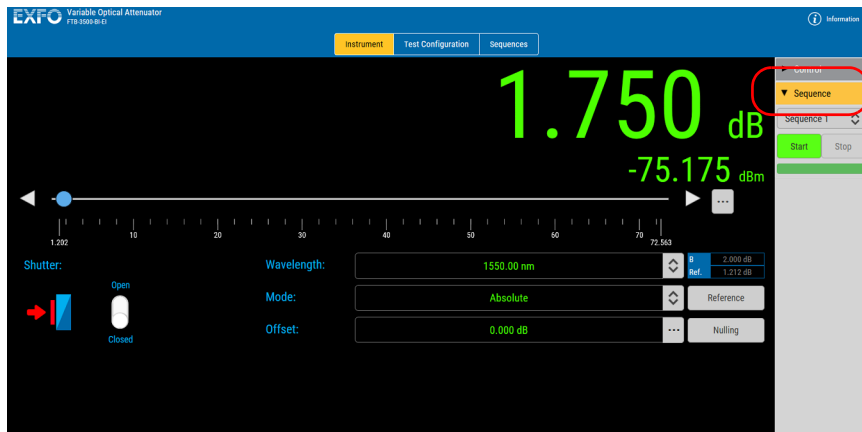 EXFO Variable Optical Attenuator
FTB-3500-BI-EI
Information
Instrument Test Configuration Sequences
Control
Sequence
Sequence 1
Start Stop
1.750 dB
-75.175 dBm
...
1.202 10 20 30 40 50 60 70 72.563
Shutter:
Open
Closed
Wavelength: 1550.00 nm
B 2.000 dB
Ref. 1.212 dB
Mode: Absolute
Reference
Offset: 0.000 dB ...
Nulling